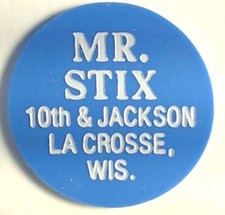 MR.
STIX
10th & JACKSON
LA CROSSE,
WIS.